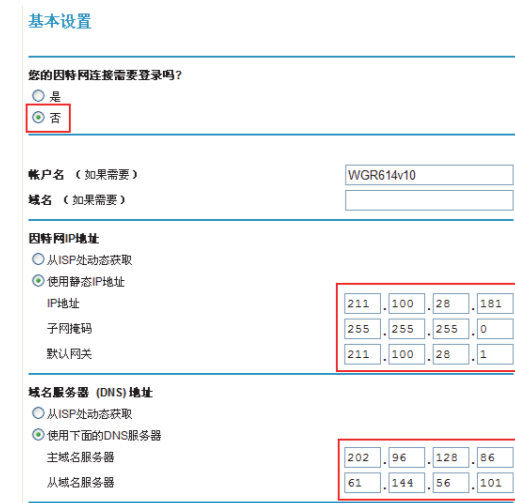 基本设置
您的因特网连接需要登录吗?
是
否
帐户名 （如果需要） WGR614v10
域名 （如果需要）
因特网IP地址
从ISP处动态获取
使用静态IP地址
IP地址 211 . 100 . 28 . 181
子网掩码 255 . 255 . 255 . 0
默认网关 211 . 100 . 28 . 1
域名服务器 (DNS) 地址
从ISP处动态获取
使用下面的DNS服务器
主域名服务器 202 . 96 . 128 . 86
从域名服务器 61 . 144 . 56 . 101